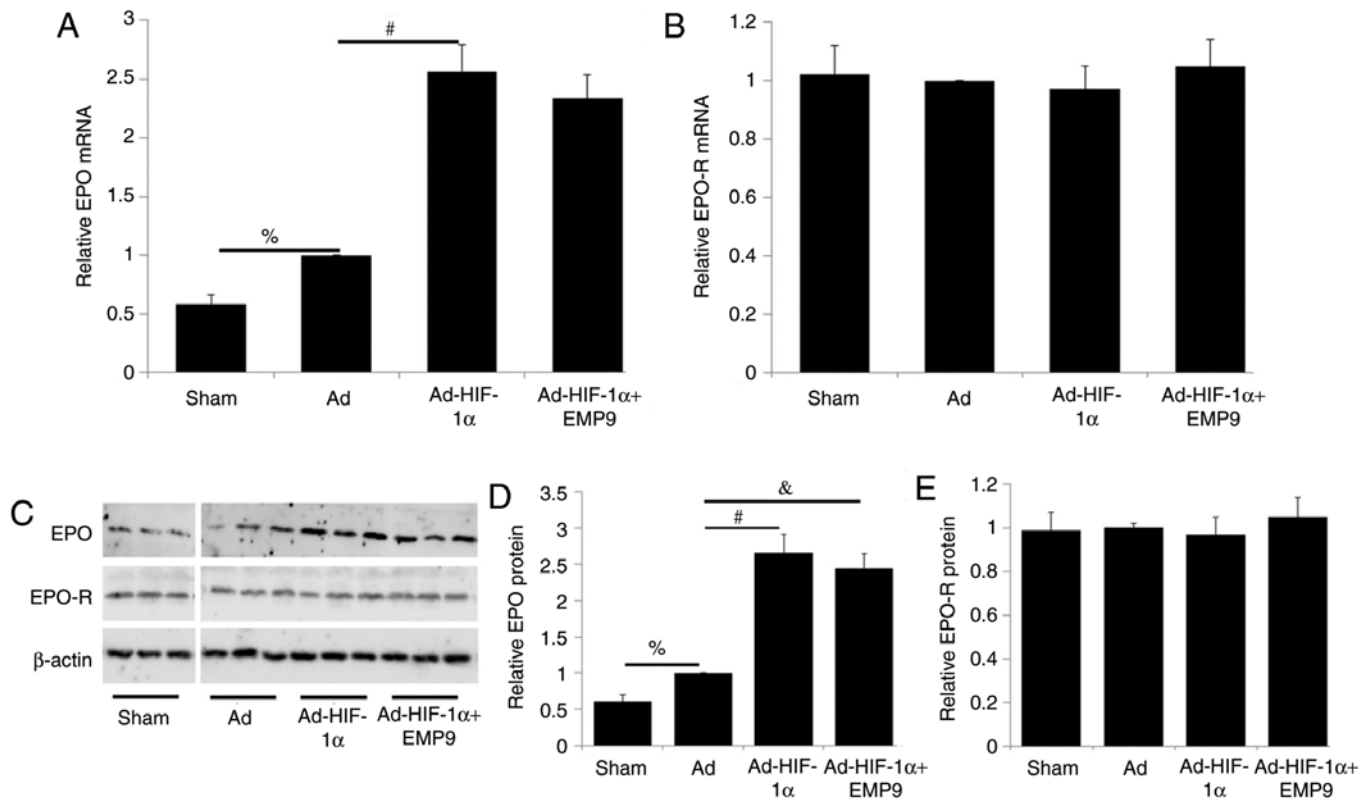 A
Relative EPO mRNA
3
2.5
2
1.5
1
0.5
0
#
%
Sham
Ad
Ad-HIF-
1α
Ad-HIF-1α+
EMP9
B
Relative EPO-R mRNA
1.2
1
0.8
0.6
0.4
0.2
0
Sham
Ad
Ad-HIF-
1α
Ad-HIF-1α+
EMP9
C
EPO
EPO-R
β-actin
Sham
Ad
Ad-HIF-
1α
Ad-HIF-1α+
EMP9
D
Relative EPO protein
3.5
3
2.5
2
1.5
1
0.5
0
&
#
%
Sham
Ad
Ad-HIF-
1α
Ad-HIF-1α+
EMP9
E
Relative EPO-R protein
1.2
1
0.8
0.6
0.4
0.2
0
Sham
Ad
Ad-HIF-
1α
Ad-HIF-1α+
EMP9